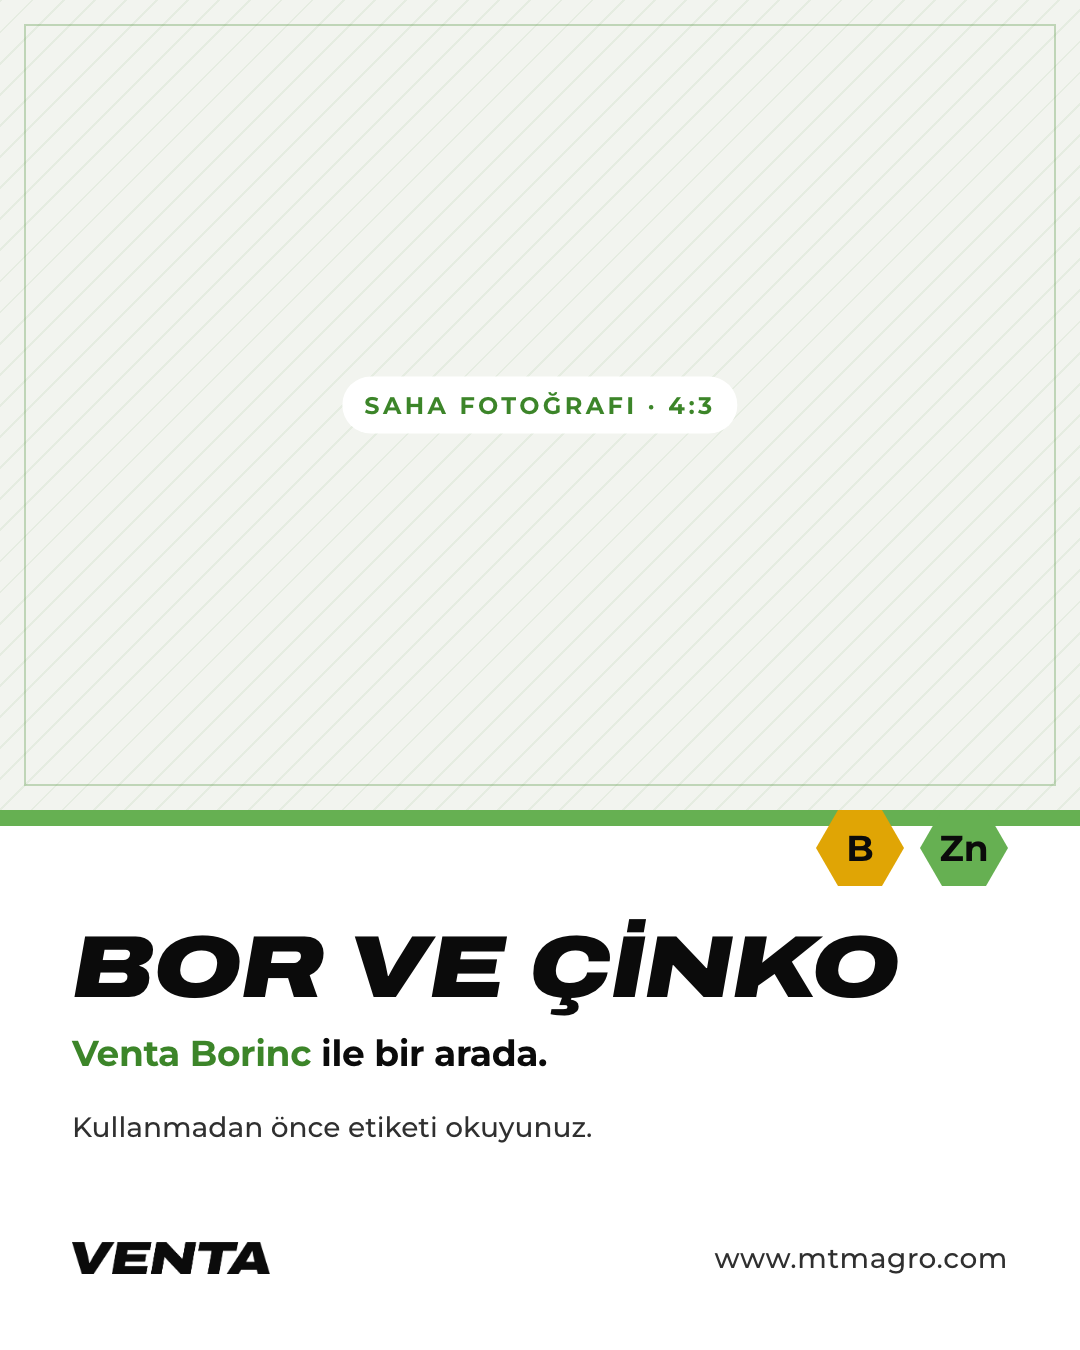 SAHA FOTOĞRAFI · 4:3
B Zn
BOR VE ÇİNKO
Venta Borinc ile bir arada.
Kullanmadan önce etiketi okuyunuz.
VENTA
www.mtmagro.com